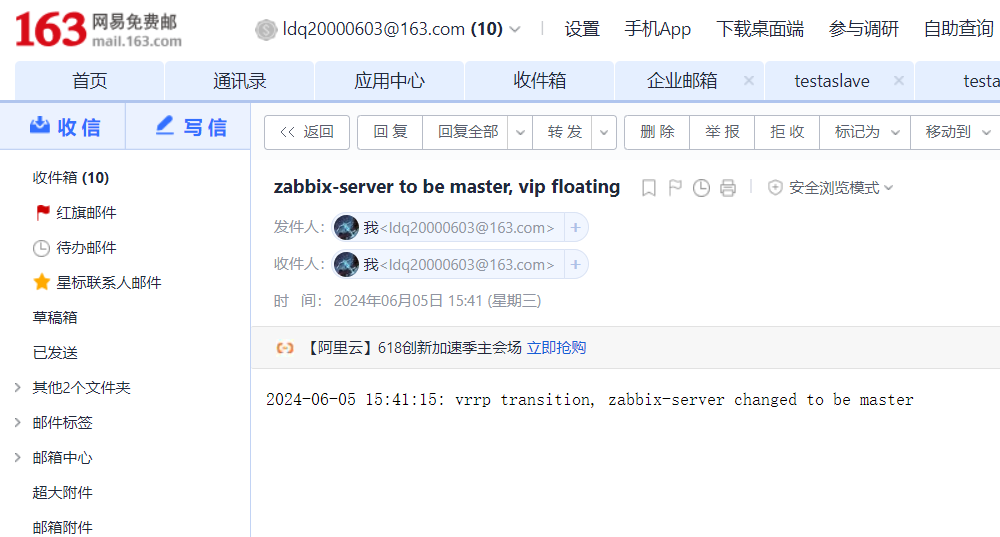 163 网易免费邮
mail.163.com
ldq20000603@163.com (10)
设置 手机App 下载桌面端 参与调研 自助查询
首页 通讯录 应用中心 收件箱 企业邮箱 × testaslave × testa
收信 写信
<< 返回 回复 回复全部 转发 删除 举报 拒收 标记为 移动到
收件箱 (10)
红旗邮件
待办邮件
星标联系人邮件
草稿箱
已发送
其他2个文件夹
邮件标签
邮箱中心
超大附件
邮箱附件
zabbix-server to be master, vip floating
安全浏览模式
发件人: 我<ldq20000603@163.com> +
收件人: 我<ldq20000603@163.com> +
时 间: 2024年06月05日 15:41 (星期三)
【阿里云】618创新加速季主会场 立即抢购
2024-06-05 15:41:15: vrrp transition, zabbix-server changed to be master